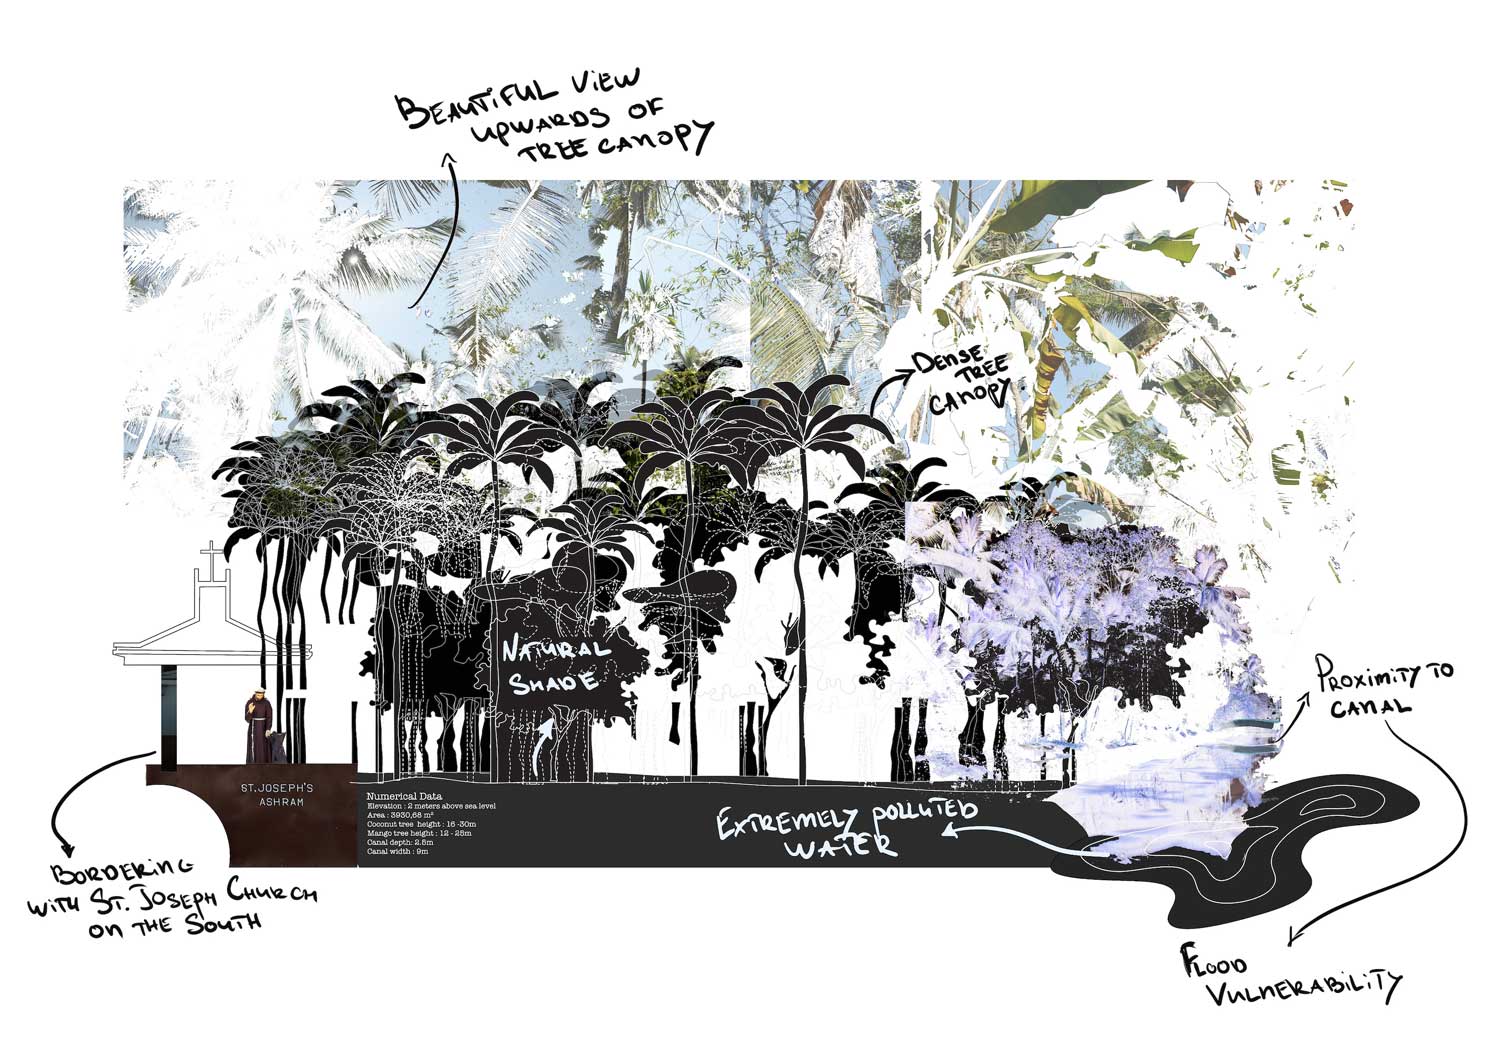 BEAUTIFUL VIEW
UPWARDS OF
TREE CANOPY
DENSE
TREE
CANOPY
NATURAL
SHADE
PROXIMITY TO
CANAL
ST.JOSEPH'S
ASHRAM
Numerical Data
Elevation : 2 meters above sea level
Area : 3930,68 m²
Coconut tree height : 16 -30m
Mango tree height : 12 - 25m
Canal depth: 2.5m
Canal width : 9m
EXTREMELY POLLUTED
WATER
BORDERING
WITH ST. JOSEPH CHURCH
ON THE SOUTH
FLOOD
VULNERABILITY